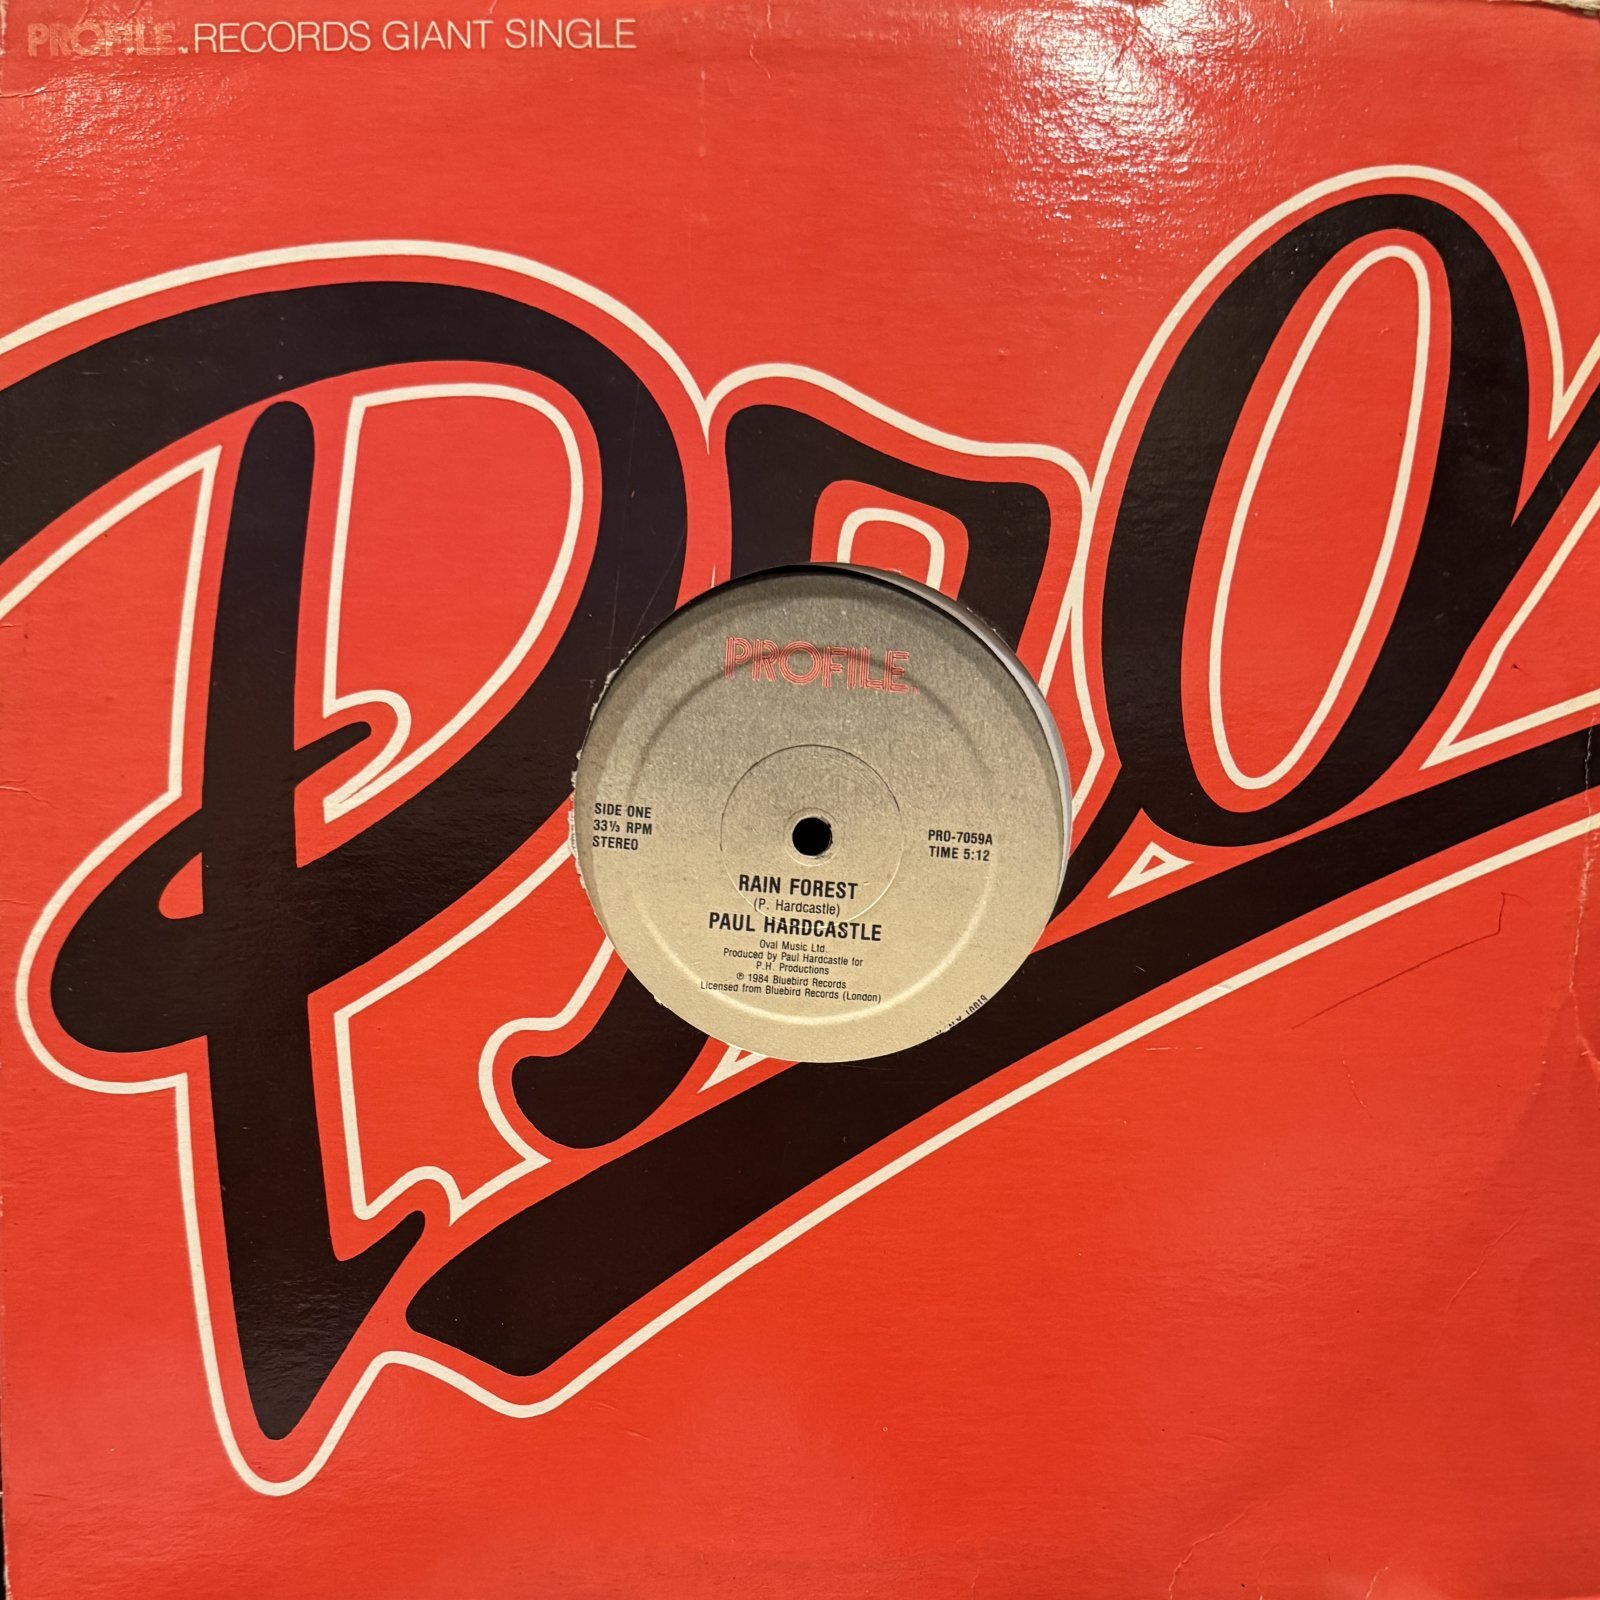 PROFILE RECORDS GIANT SINGLE
Pro
PROFILE
SIDE ONE
33⅓ RPM
STEREO
PRO-7059A
TIME 5:12
RAIN FOREST
(P. Hardcastle)
PAUL HARDCASTLE
Oval Music Ltd.
Produced by Paul Hardcastle for
P.H. Productions
℗ 1984 Bluebird Records
Licensed from Bluebird Records (London)